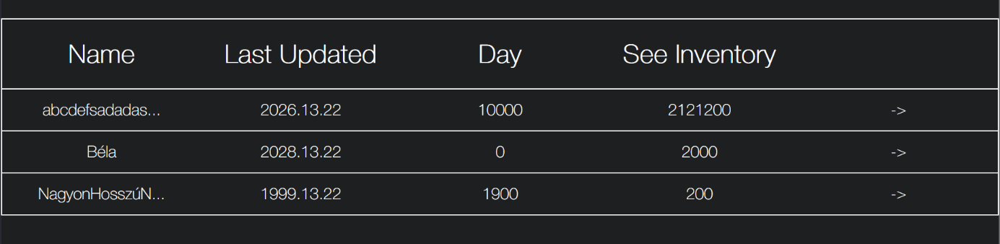 Name Last Updated Day See Inventory
abcdefsadadas... 2026.13.22 10000 2121200 ->
Béla 2028.13.22 0 2000 ->
NagyonHosszúN... 1999.13.22 1900 200 ->